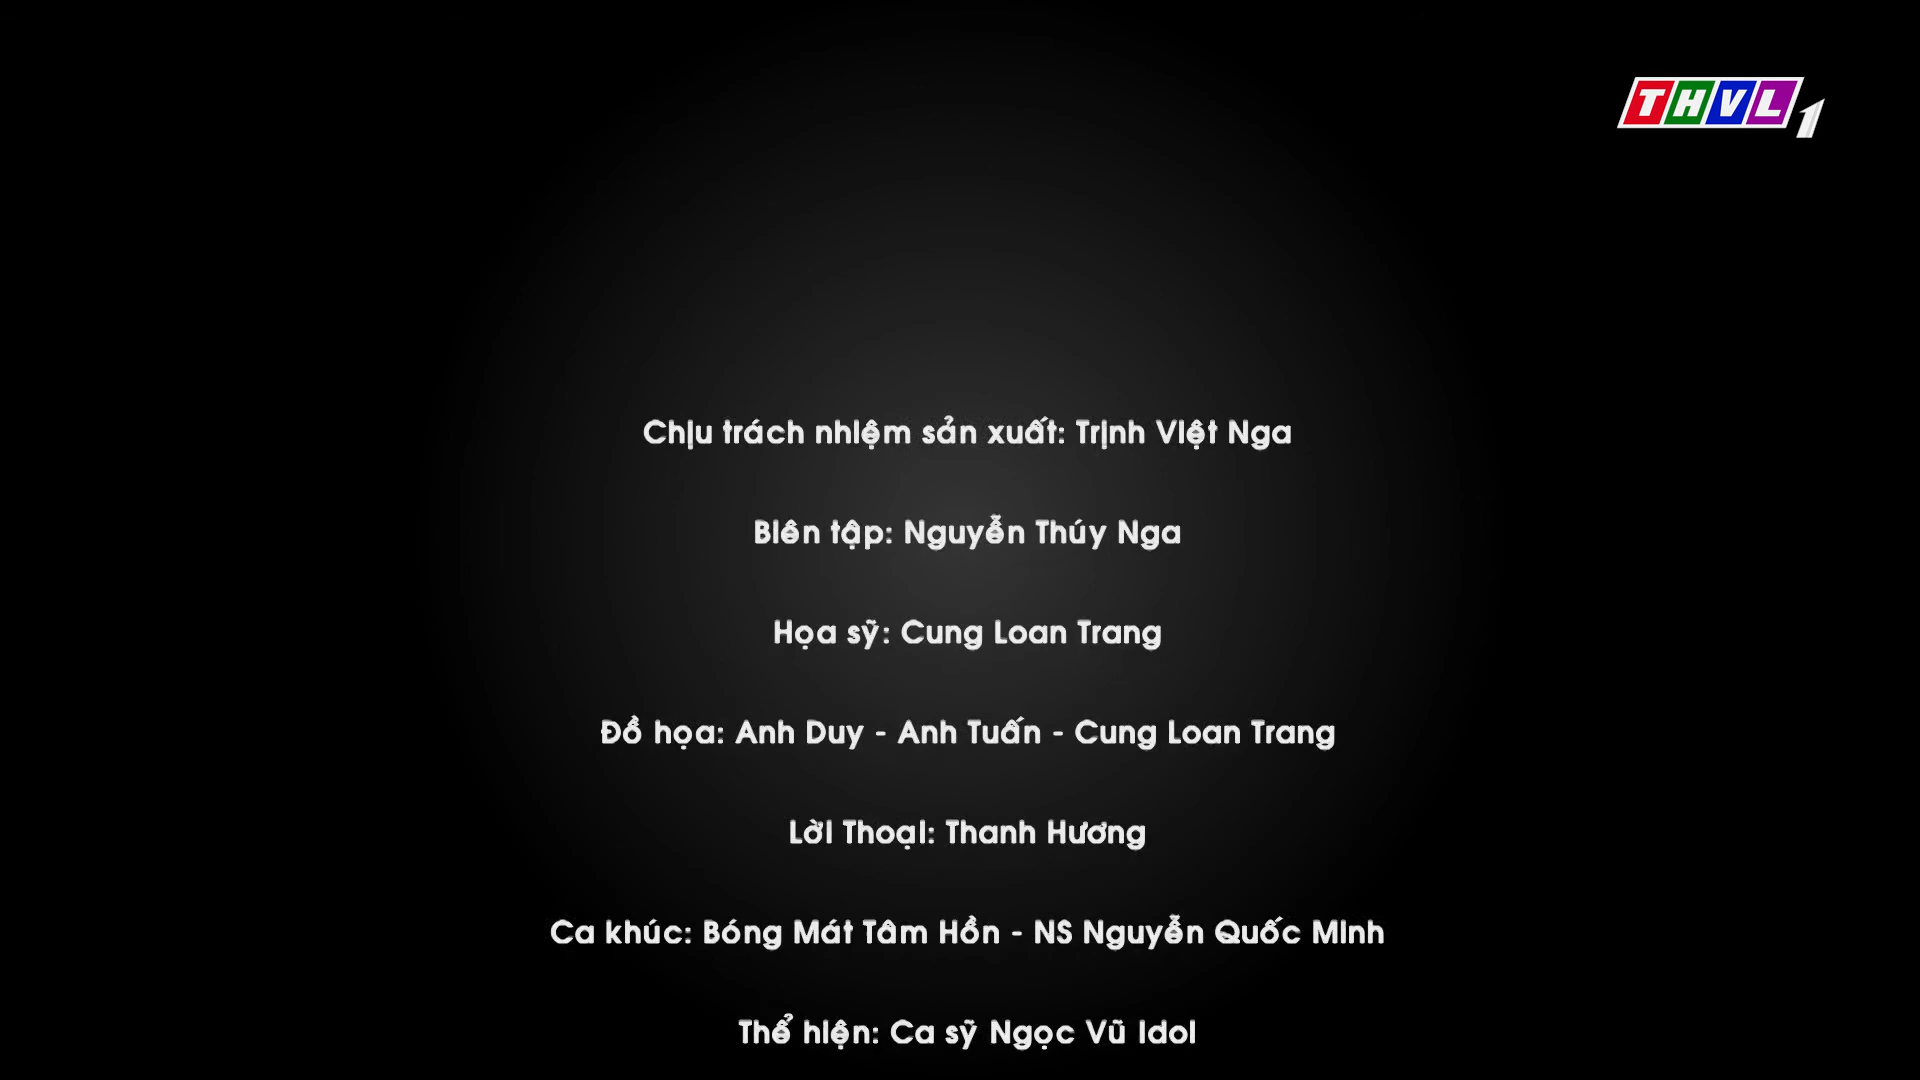 THVL1
Chịu trách nhiệm sản xuất: Trịnh Việt Nga
Biên tập: Nguyễn Thúy Nga
Họa sỹ: Cung Loan Trang
Đồ họa: Anh Duy - Anh Tuấn - Cung Loan Trang
Lời Thoại: Thanh Hương
Ca khúc: Bóng Mát Tâm Hồn - NS Nguyễn Quốc Minh
Thể hiện: Ca sỹ Ngọc Vũ Idol